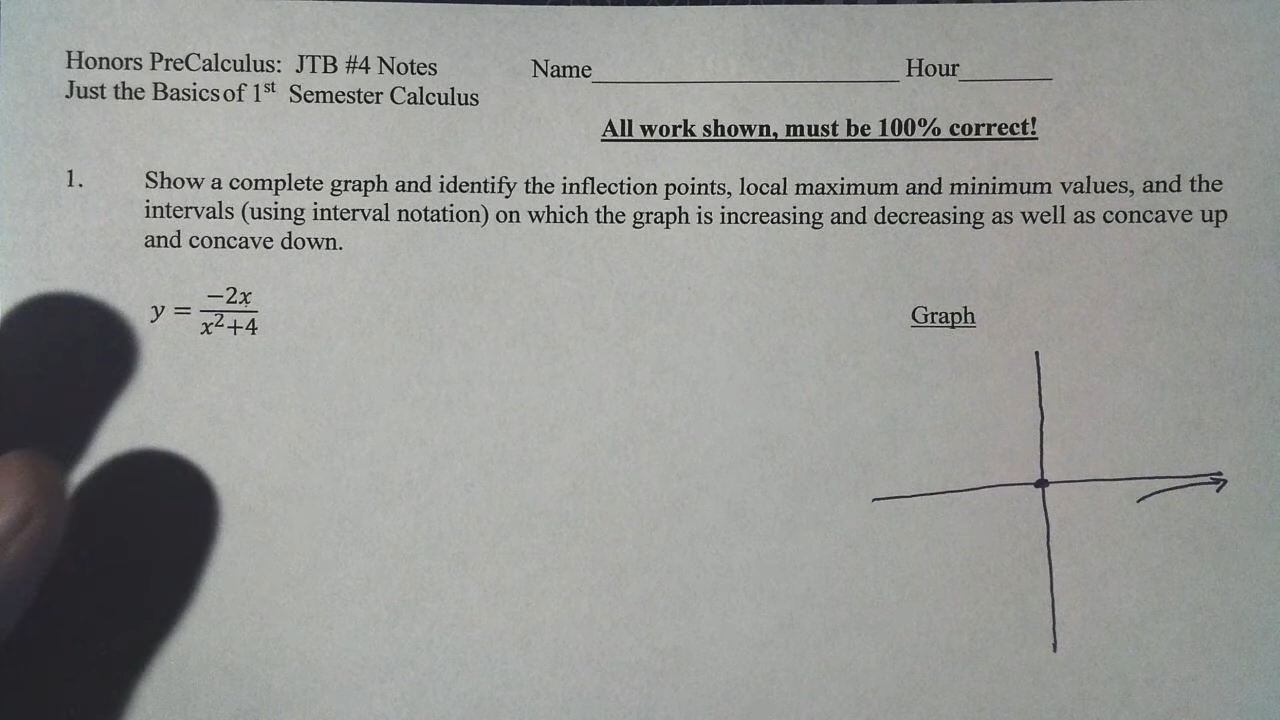 Honors PreCalculus: JTB #4 Notes Name____________________ Hour_______
Just the Basics of 1st Semester Calculus
All work shown, must be 100% correct!
1. Show a complete graph and identify the inflection points, local maximum and minimum values, and the
intervals (using interval notation) on which the graph is increasing and decreasing as well as concave up
and concave down.
y = −2x / x²+4
Graph